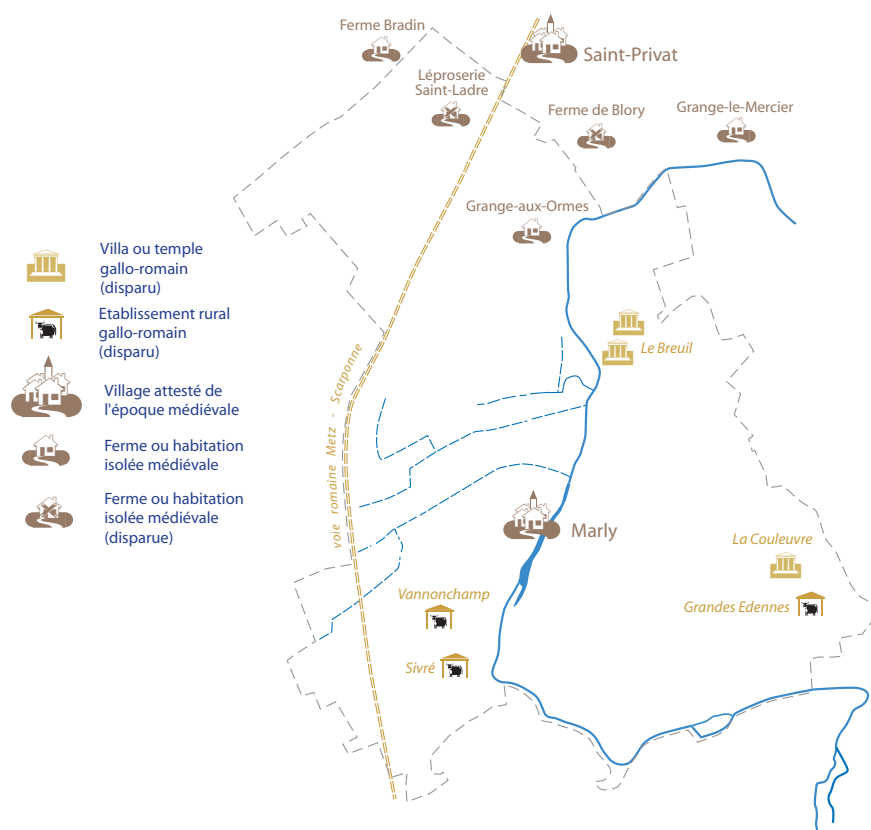 Ferme Bradin
Saint-Privat
Léproserie
Saint-Ladre
Ferme de Blory
Grange-le-Mercier
Grange-aux-Ormes
Villa ou temple
gallo-romain
(disparu)
Etablissement rural
gallo-romain
(disparu)
Village attesté de
l'époque médiévale
Ferme ou habitation
isolée médiévale
Ferme ou habitation
isolée médiévale
(disparue)
Le Breuil
voie romaine Metz - Scarponne
Marly
La Couleuvre
Vannonchamp
Grandes Edennes
Sivré